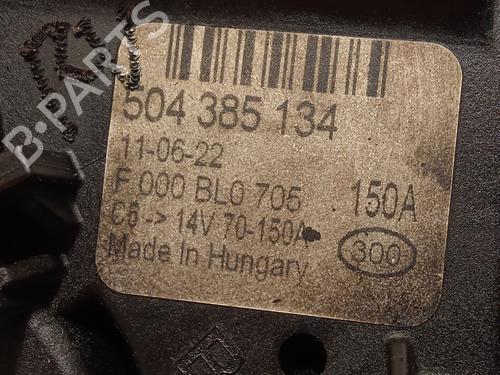 B-PARTS
504 385 134
11-06-22
F 000 BL0 705
150A
C5 -> 14V 70-150A
300
Made In Hungary